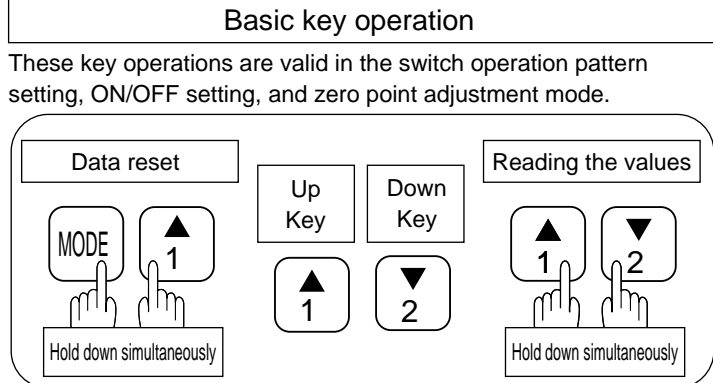 Basic key operation
These key operations are valid in the switch operation pattern
setting, ON/OFF setting, and zero point adjustment mode.
Data reset
MODE
▲
1
Hold down simultaneously
Up
Key
▲
1
Down
Key
▼
2
Reading the values
▲
1
▼
2
Hold down simultaneously